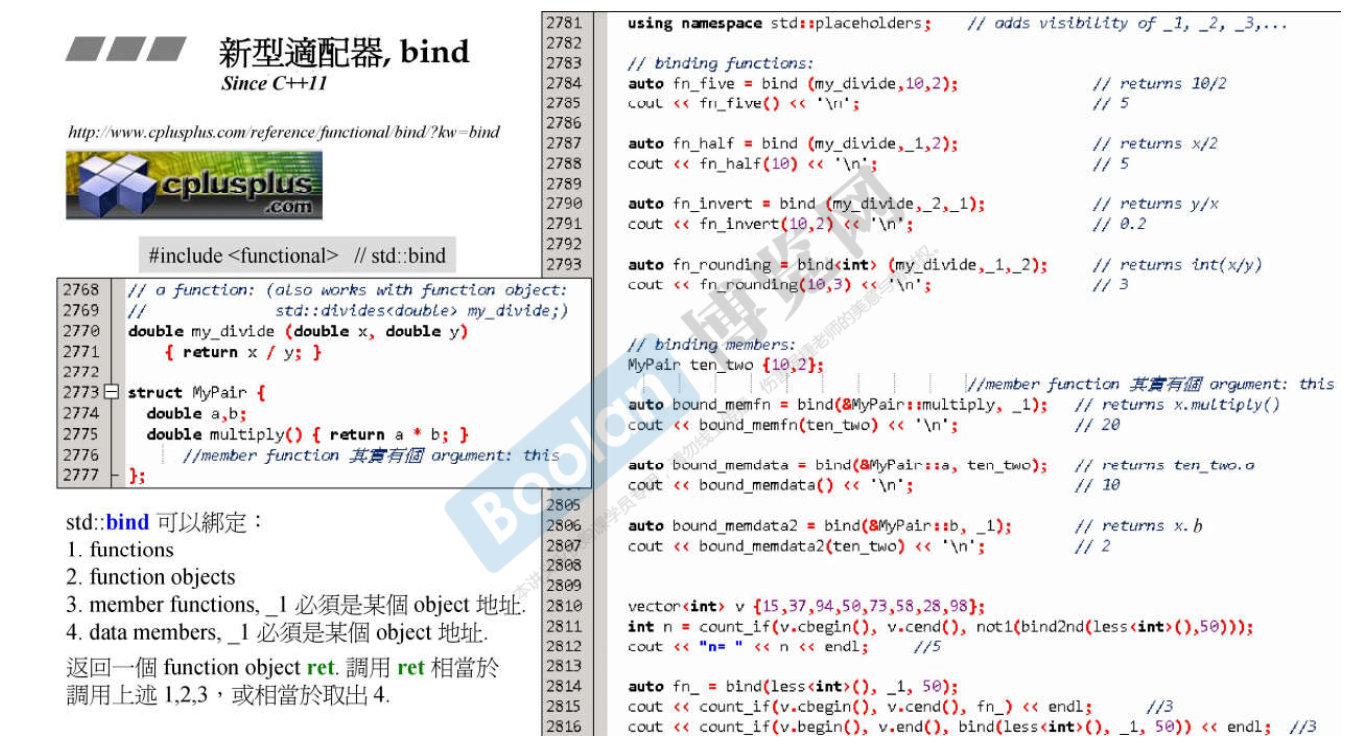 新型適配器, bind
Since C++11
http://www.cplusplus.com/reference/functional/bind/?kw=bind
cplusplus
.com
#include <functional> // std::bind
2768 // a function: (also works with function object:
2769 // std::divides<double> my_divide;)
2770 double my_divide (double x, double y)
2771 { return x / y; }
2772
2773 struct MyPair {
2774 double a,b;
2775 double multiply() { return a * b; }
2776 //member function 其實有個 argument: this
2777 };
std::bind 可以綁定：
1. functions
2. function objects
3. member functions, _1 必須是某個 object 地址.
4. data members, _1 必須是某個 object 地址.
返回一個 function object ret. 調用 ret 相當於
調用上述 1,2,3，或相當於取出 4.
2781 using namespace std::placeholders; // adds visibility of _1, _2, _3,...
2782
2783 // binding functions:
2784 auto fn_five = bind (my_divide,10,2); // returns 10/2
2785 cout << fn_five() << '\n'; // 5
2786
2787 auto fn_half = bind (my_divide,_1,2); // returns x/2
2788 cout << fn_half(10) << '\n'; // 5
2789
2790 auto fn_invert = bind (my_divide,_2,_1); // returns y/x
2791 cout << fn_invert(10,2) << '\n'; // 0.2
2792
2793 auto fn_rounding = bind<int> (my_divide,_1,_2); // returns int(x/y)
cout << fn_rounding(10,3) << '\n'; // 3
// binding members:
MyPair ten_two {10,2};
//member function 其實有個 argument: this
auto bound_memfn = bind(&MyPair::multiply, _1); // returns x.multiply()
cout << bound_memfn(ten_two) << '\n'; // 20
auto bound_memdata = bind(&MyPair::a, ten_two); // returns ten_two.a
cout << bound_memdata() << '\n'; // 10
2805
2806 auto bound_memdata2 = bind(&MyPair::b, _1); // returns x.b
2807 cout << bound_memdata2(ten_two) << '\n'; // 2
2808
2809
2810 vector<int> v {15,37,94,50,73,58,28,98};
2811 int n = count_if(v.cbegin(), v.cend(), not1(bind2nd(less<int>(),50)));
2812 cout << "n= " << n << endl; //5
2813
2814 auto fn_ = bind(less<int>(), _1, 50);
2815 cout << count_if(v.cbegin(), v.cend(), fn_) << endl; //3
2816 cout << count_if(v.begin(), v.end(), bind(less<int>(), _1, 50)) << endl; //3
Boolan 博览网